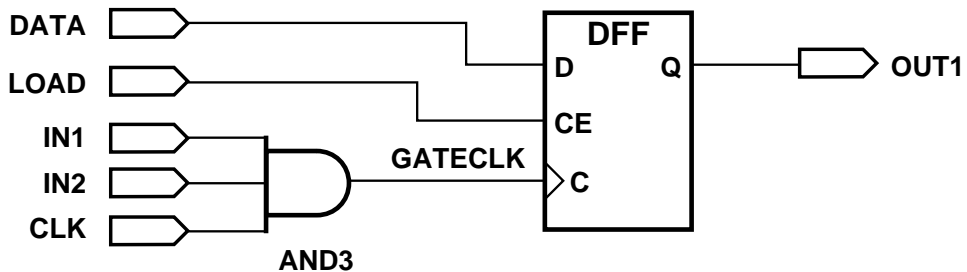 DATA
LOAD
IN1
IN2
CLK
AND3
GATECLK
DFF
D
Q
CE
C
OUT1